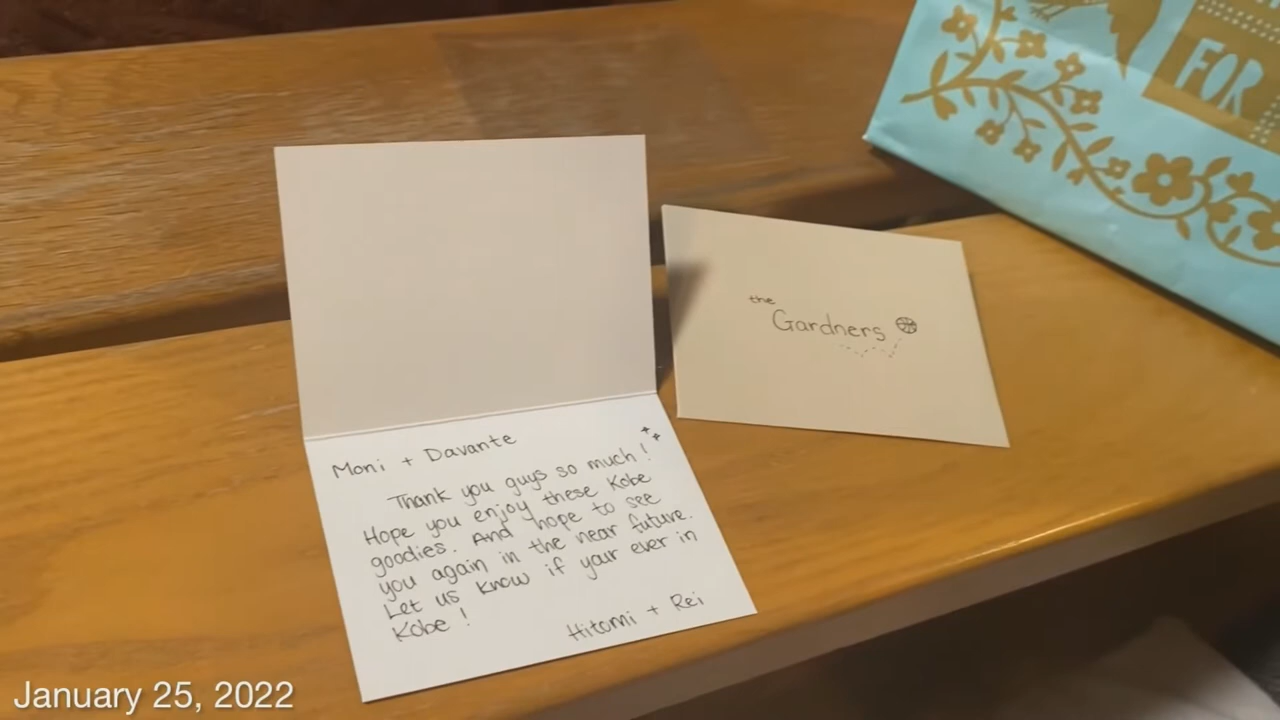 FOR
the
Gardners
Moni + Davante
Thank you guys so much!
Hope you enjoy these Kobe
goodies. And hope to see
you again in the near future.
Let us know if your ever in
Kobe!
Hitomi + Rei
January 25, 2022